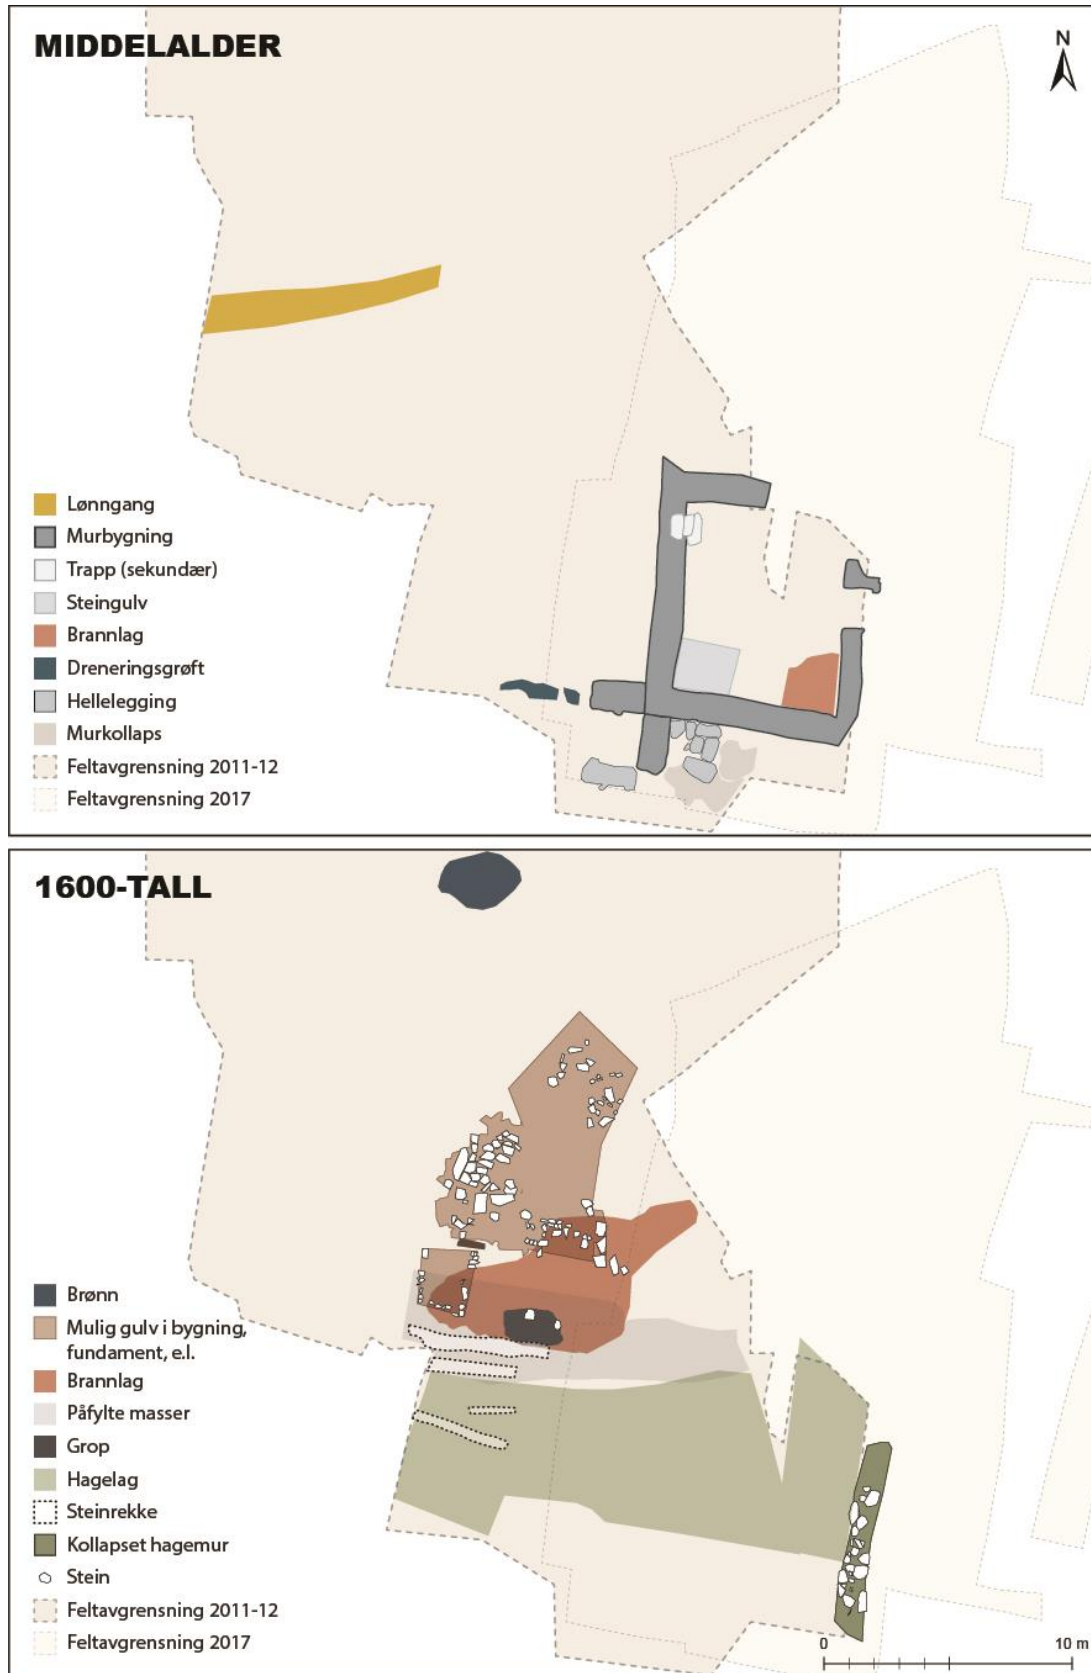 MIDDELALDER
N
Lønngang
Murbygning
Trapp (sekundær)
Steingulv
Brannlag
Dreneringsgrøft
Hellelegging
Murkollaps
Feltavgrensning 2011-12
Feltavgrensning 2017
1600-TALL
Brønn
Mulig gulv i bygning,
fundament, e.l.
Brannlag
Påfylte masser
Grop
Hagelag
Steinrekke
Kollapset hagemur
Stein
Feltavgrensning 2011-12
Feltavgrensning 2017
0 10 m